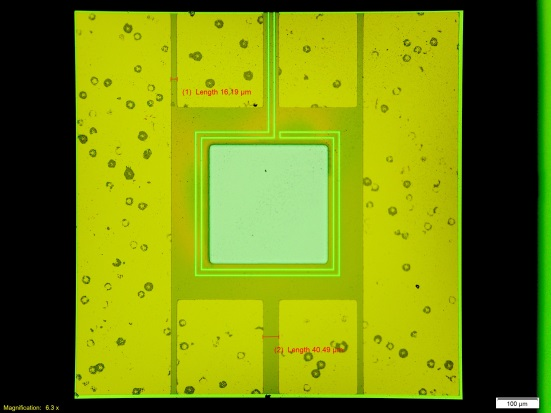 (1) Length 16.19 µm
(2) Length 40.49 µm
Magnification: 6.3 x
100 µm